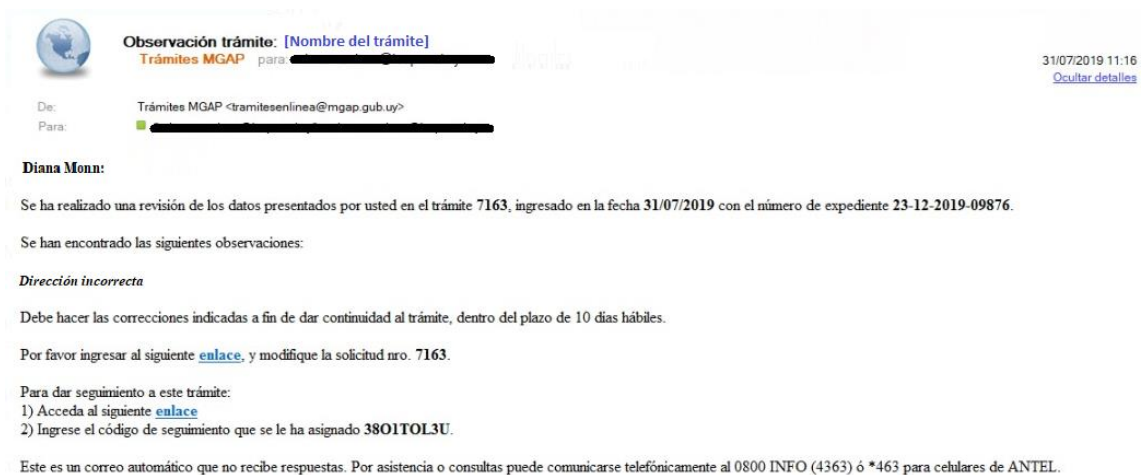 Observación trámite: [Nombre del trámite]
Trámites MGAP para:
31/07/2019 11:16
Ocultar detalles
De: Trámites MGAP <tramitesenlinea@mgap.gub.uy>
Para:
Diana Monn:
Se ha realizado una revisión de los datos presentados por usted en el trámite 7163, ingresado en la fecha 31/07/2019 con el número de expediente 23-12-2019-09876.
Se han encontrado las siguientes observaciones:
Dirección incorrecta
Debe hacer las correcciones indicadas a fin de dar continuidad al trámite, dentro del plazo de 10 días hábiles.
Por favor ingresar al siguiente enlace, y modifique la solicitud nro. 7163.
Para dar seguimiento a este trámite:
1) Acceda al siguiente enlace
2) Ingrese el código de seguimiento que se le ha asignado 38O1TOL3U.
Este es un correo automático que no recibe respuestas. Por asistencia o consultas puede comunicarse telefónicamente al 0800 INFO (4363) ó *463 para celulares de ANTEL.